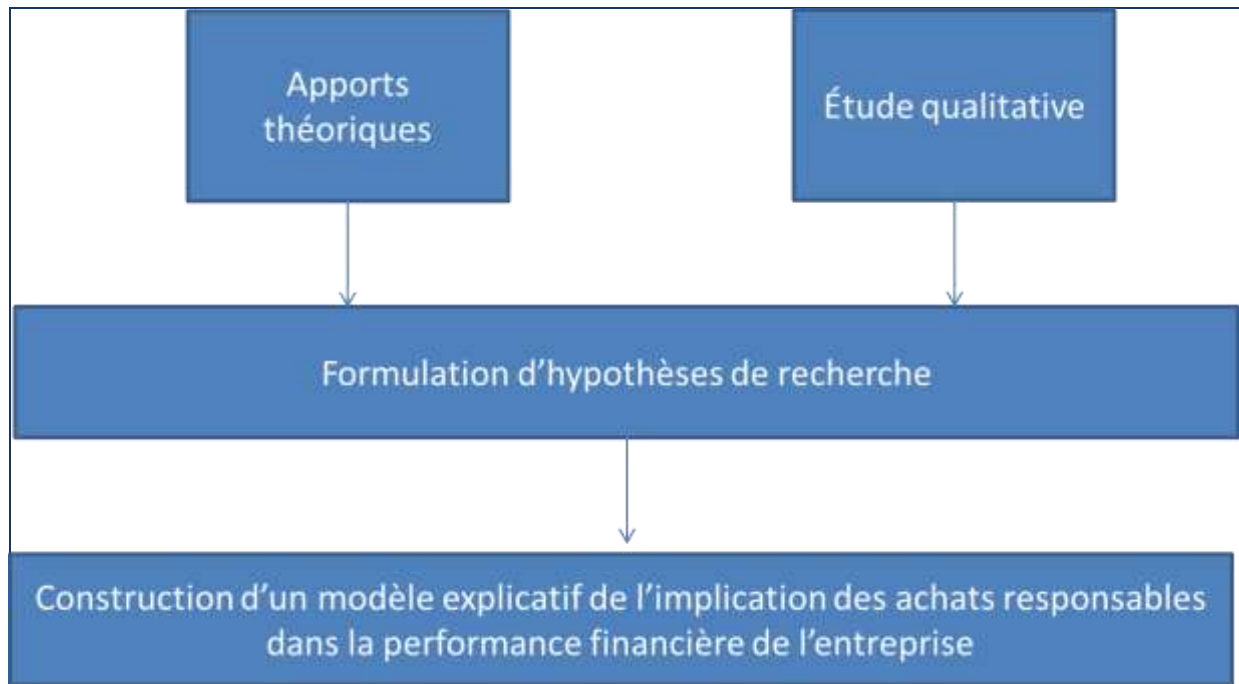 Apports
théoriques
Étude qualitative
Formulation d’hypothèses de recherche
Construction d’un modèle explicatif de l’implication des achats responsables
dans la performance financière de l’entreprise